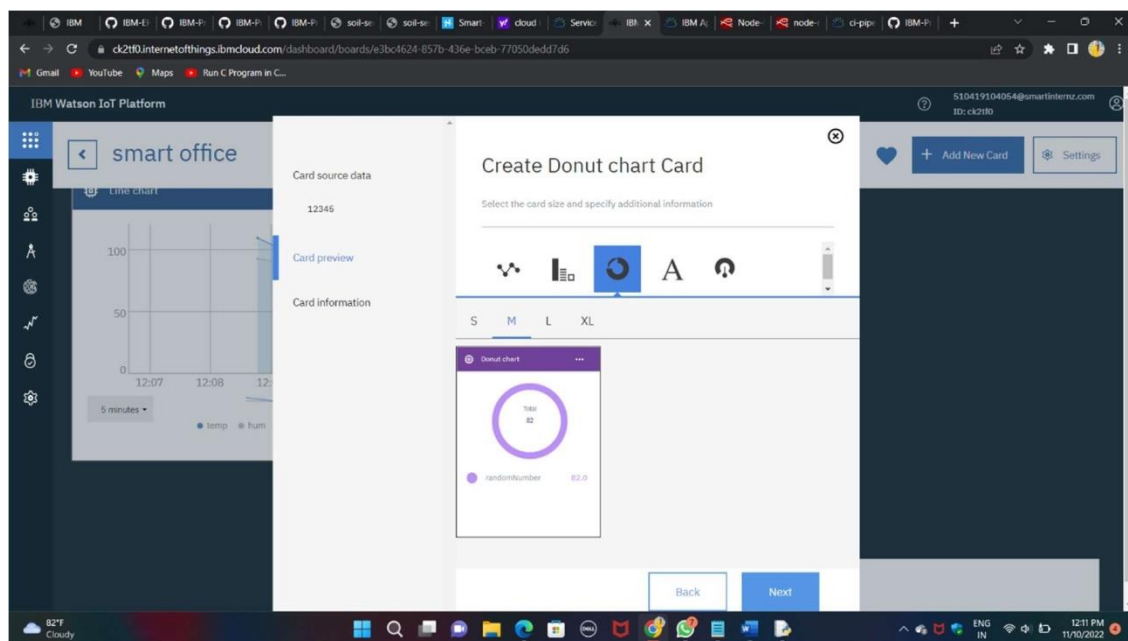 IBM
IBM-E
IBM-P
IBM-P
IBM-P
soil-se
soil-se
Smart
cloud
Service
IBM
IBM A
Node-
node-
ci-pipe
IBM-P
ck2tf0.internetofthings.ibmcloud.com/dashboard/boards/e3bc4624-857b-436e-bceb-77050dedd7d6
Gmail YouTube Maps Run C Program in C...
IBM Watson IoT Platform
510419104054@smartinternz.com
ID: ck2tf0
smart office
Add New Card
Settings
Line chart
100
50
0
12:07 12:08 12:
5 minutes
temp hum
Card source data
12345
Card preview
Card information
Create Donut chart Card
Select the card size and specify additional information
A
S M L XL
Donut chart
Total
82
randomNumber 82.0
Back Next
82°F
Cloudy
ENG
IN
12:11 PM
11/10/2022
4